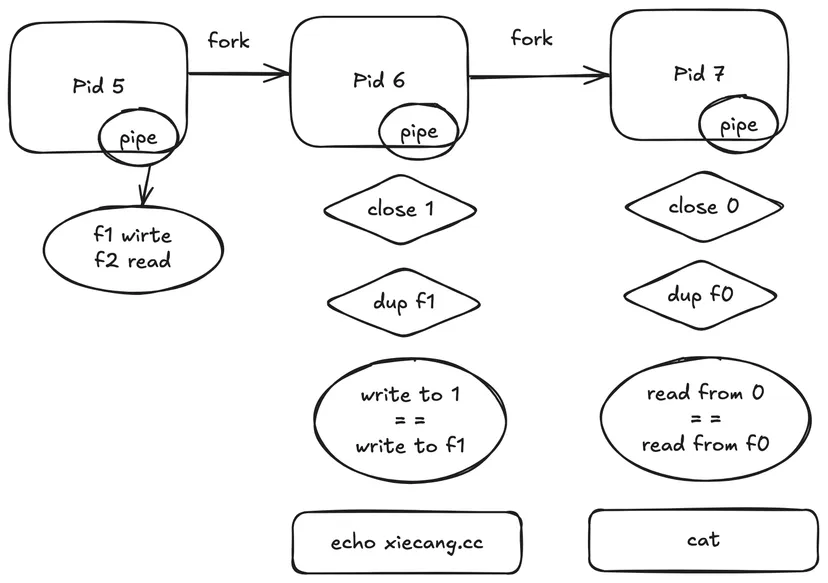 fork
fork
Pid 5
Pid 6
Pid 7
pipe
pipe
pipe
f1 wirte
f2 read
close 1
close 0
dup f1
dup f0
write to 1
==
write to f1
read from 0
==
read from f0
echo xiecang.cc
cat